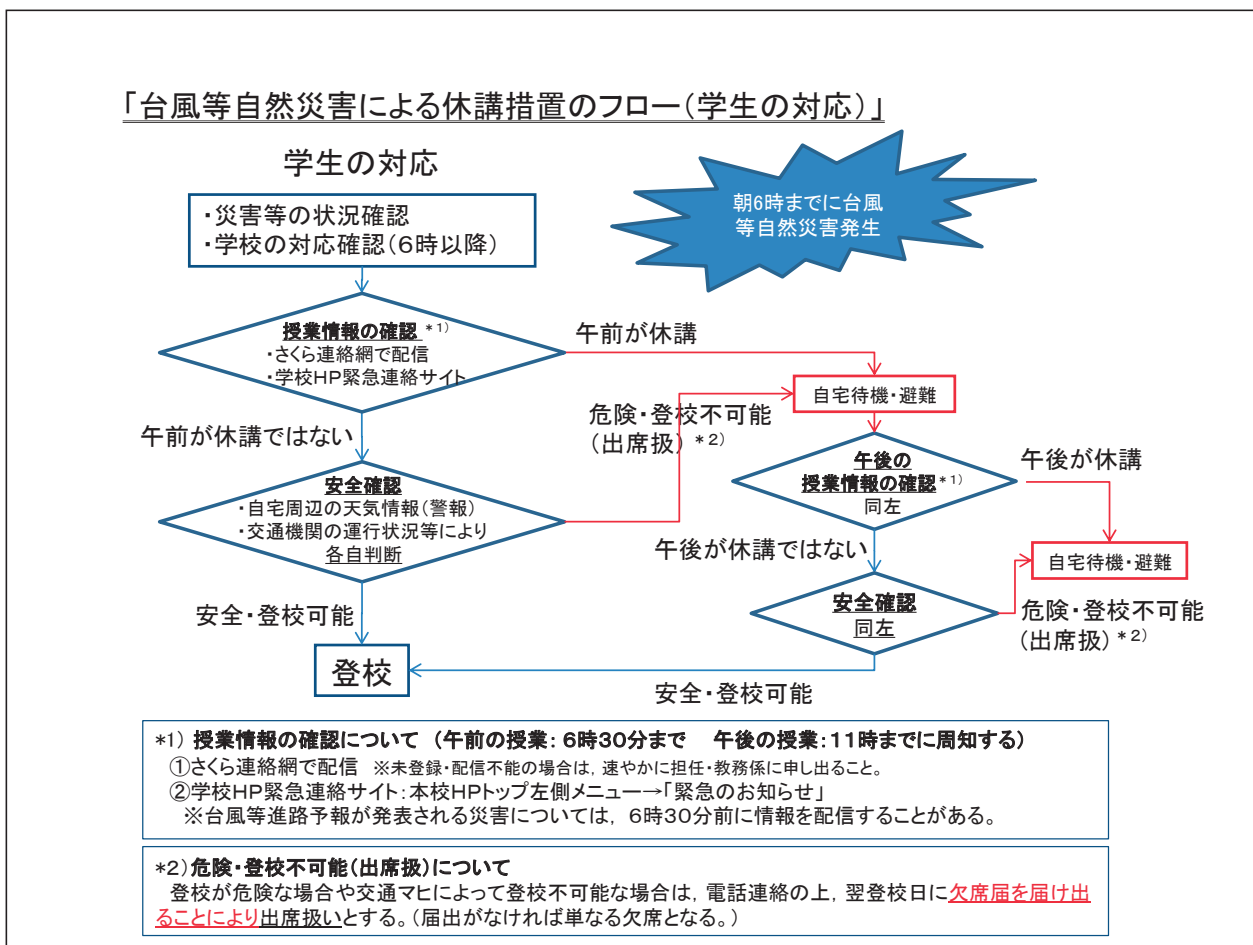 「台風等自然災害による休講措置のフロー(学生の対応)」
学生の対応
朝6時までに台風
等自然災害発生
・災害等の状況確認
・学校の対応確認(6時以降)
授業情報の確認 *1)
・さくら連絡網で配信
・学校HP緊急連絡サイト
午前が休講
自宅待機・避難
危険・登校不可能
(出席扱) *2)
午前が休講ではない
午後の
授業情報の確認*1)
同左
午後が休講
安全確認
・自宅周辺の天気情報(警報)
・交通機関の運行状況等により
各自判断
午後が休講ではない
自宅待機・避難
安全確認
同左
危険・登校不可能
(出席扱) *2)
安全・登校可能
登校
安全・登校可能
*1) 授業情報の確認について (午前の授業: 6時30分まで 午後の授業:11時までに周知する)
①さくら連絡網で配信 ※未登録・配信不能の場合は, 速やかに担任・教務係に申し出ること。
②学校HP緊急連絡サイト:本校HPトップ左側メニュー→「緊急のお知らせ」
※台風等進路予報が発表される災害については, 6時30分前に情報を配信することがある。
*2)危険・登校不可能(出席扱)について
登校が危険な場合や交通マヒによって登校不可能な場合は, 電話連絡の上, 翌登校日に欠席届を届け出
ることにより出席扱いとする。(届出がなければ単なる欠席となる。)